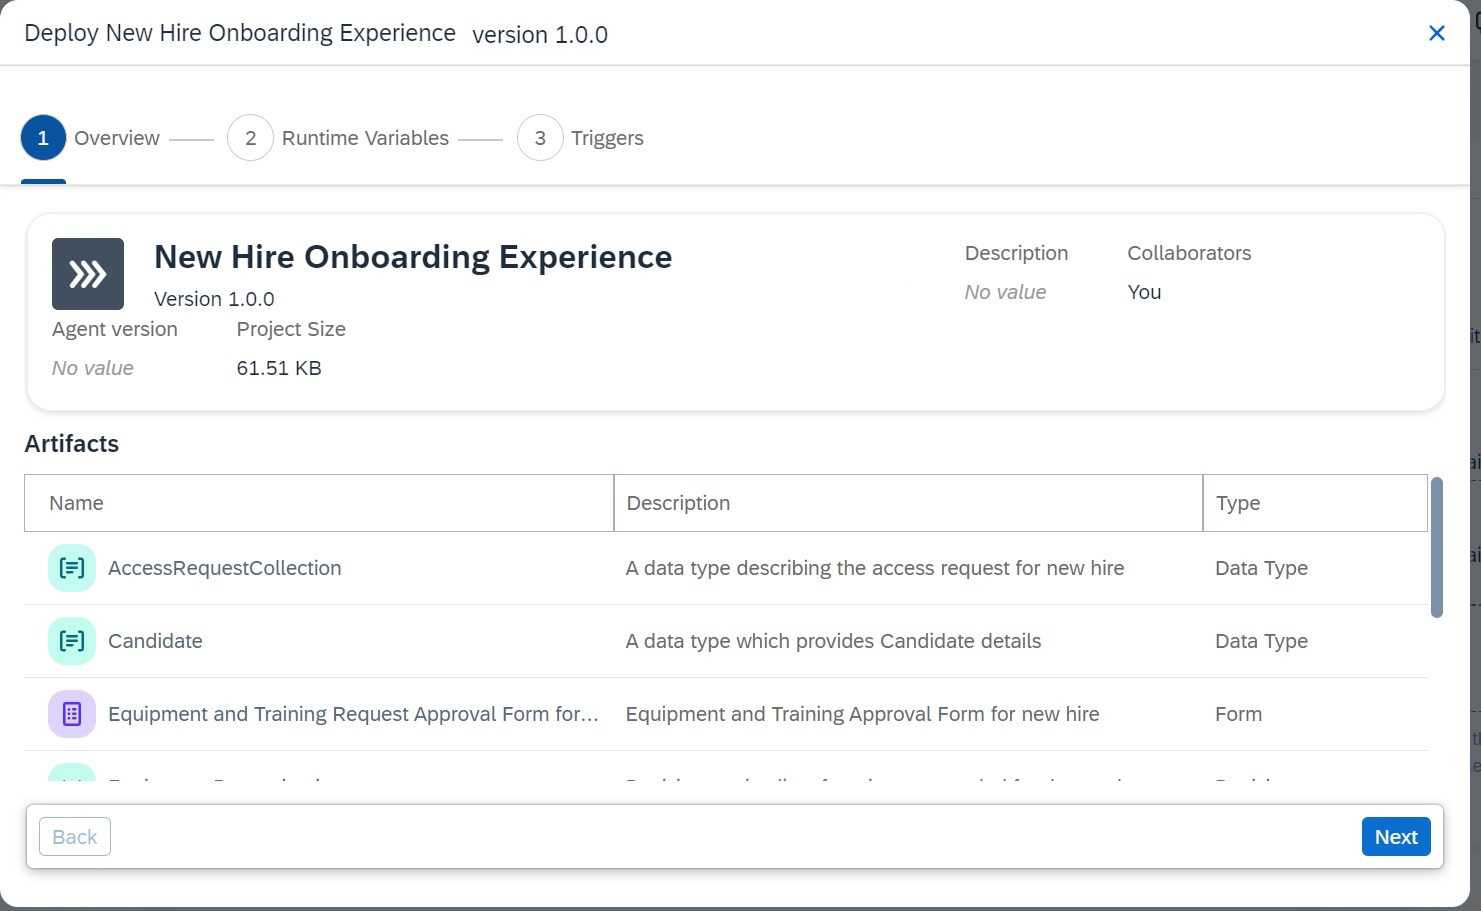 Deploy New Hire Onboarding Experience version 1.0.0
1 Overview 2 Runtime Variables 3 Triggers
New Hire Onboarding Experience
Version 1.0.0
Description Collaborators
No value You
Agent version Project Size
No value 61.51 KB
Artifacts
Name Description Type
AccessRequestCollection A data type describing the access request for new hire Data Type
Candidate A data type which provides Candidate details Data Type
Equipment and Training Request Approval Form for... Equipment and Training Approval Form for new hire Form
Back Next